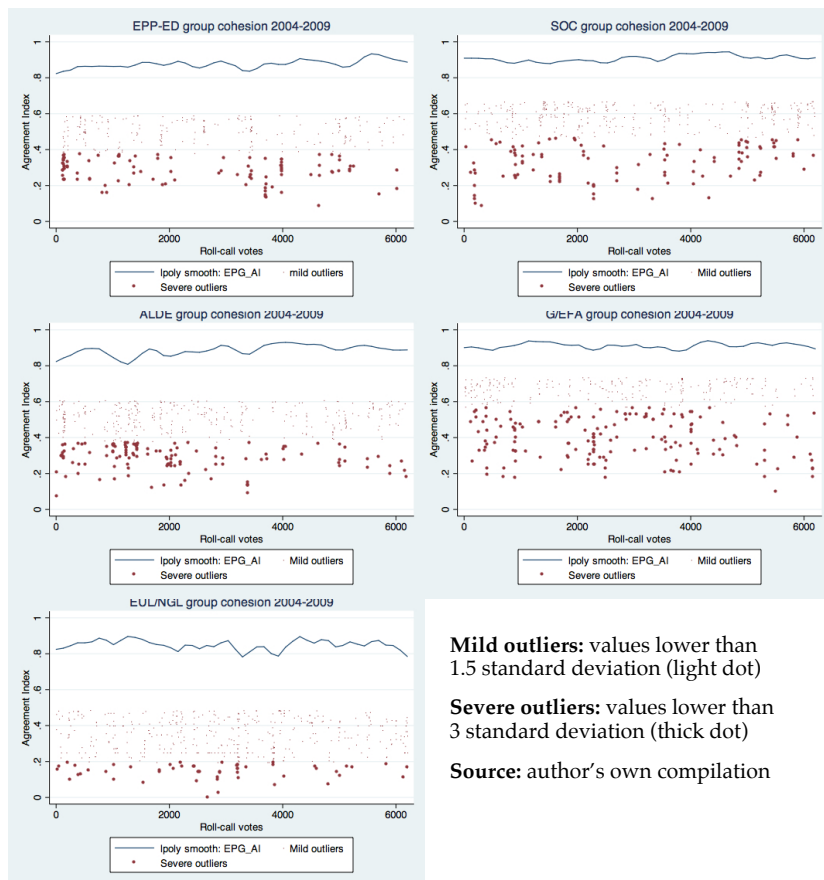 EPP-ED group cohesion 2004-2009
Agreement Index
0 .2 .4 .6 .8 1
0 2000 4000 6000
Roll-call votes
lpoly smooth: EPG_AI mild outliers
Severe outliers
SOC group cohesion 2004-2009
Agreement Index
0 .2 .4 .6 .8 1
0 2000 4000 6000
Roll-call votes
lpoly smooth: EPG_AI Mild outliers
Severe outliers
ALDE group cohesion 2004-2009
Agreement Index
0 .2 .4 .6 .8 1
0 2000 4000 6000
Roll-call votes
lpoly smooth: EPG_AI Mild outliers
Severe outliers
G/EFA group cohesion 2004-2009
Agreement Index
0 .2 .4 .6 .8 1
0 2000 4000 6000
Roll-call votes
lpoly smooth: EPG_AI Mild outliers
Severe outliers
EUL/NGL group cohesion 2004-2009
Agreement Index
0 .2 .4 .6 .8 1
0 2000 4000 6000
Roll-call votes
lpoly smooth: EPG_AI Mild outliers
Severe outliers
Mild outliers: values lower than
1.5 standard deviation (light dot)
Severe outliers: values lower than
3 standard deviation (thick dot)
Source: author's own compilation